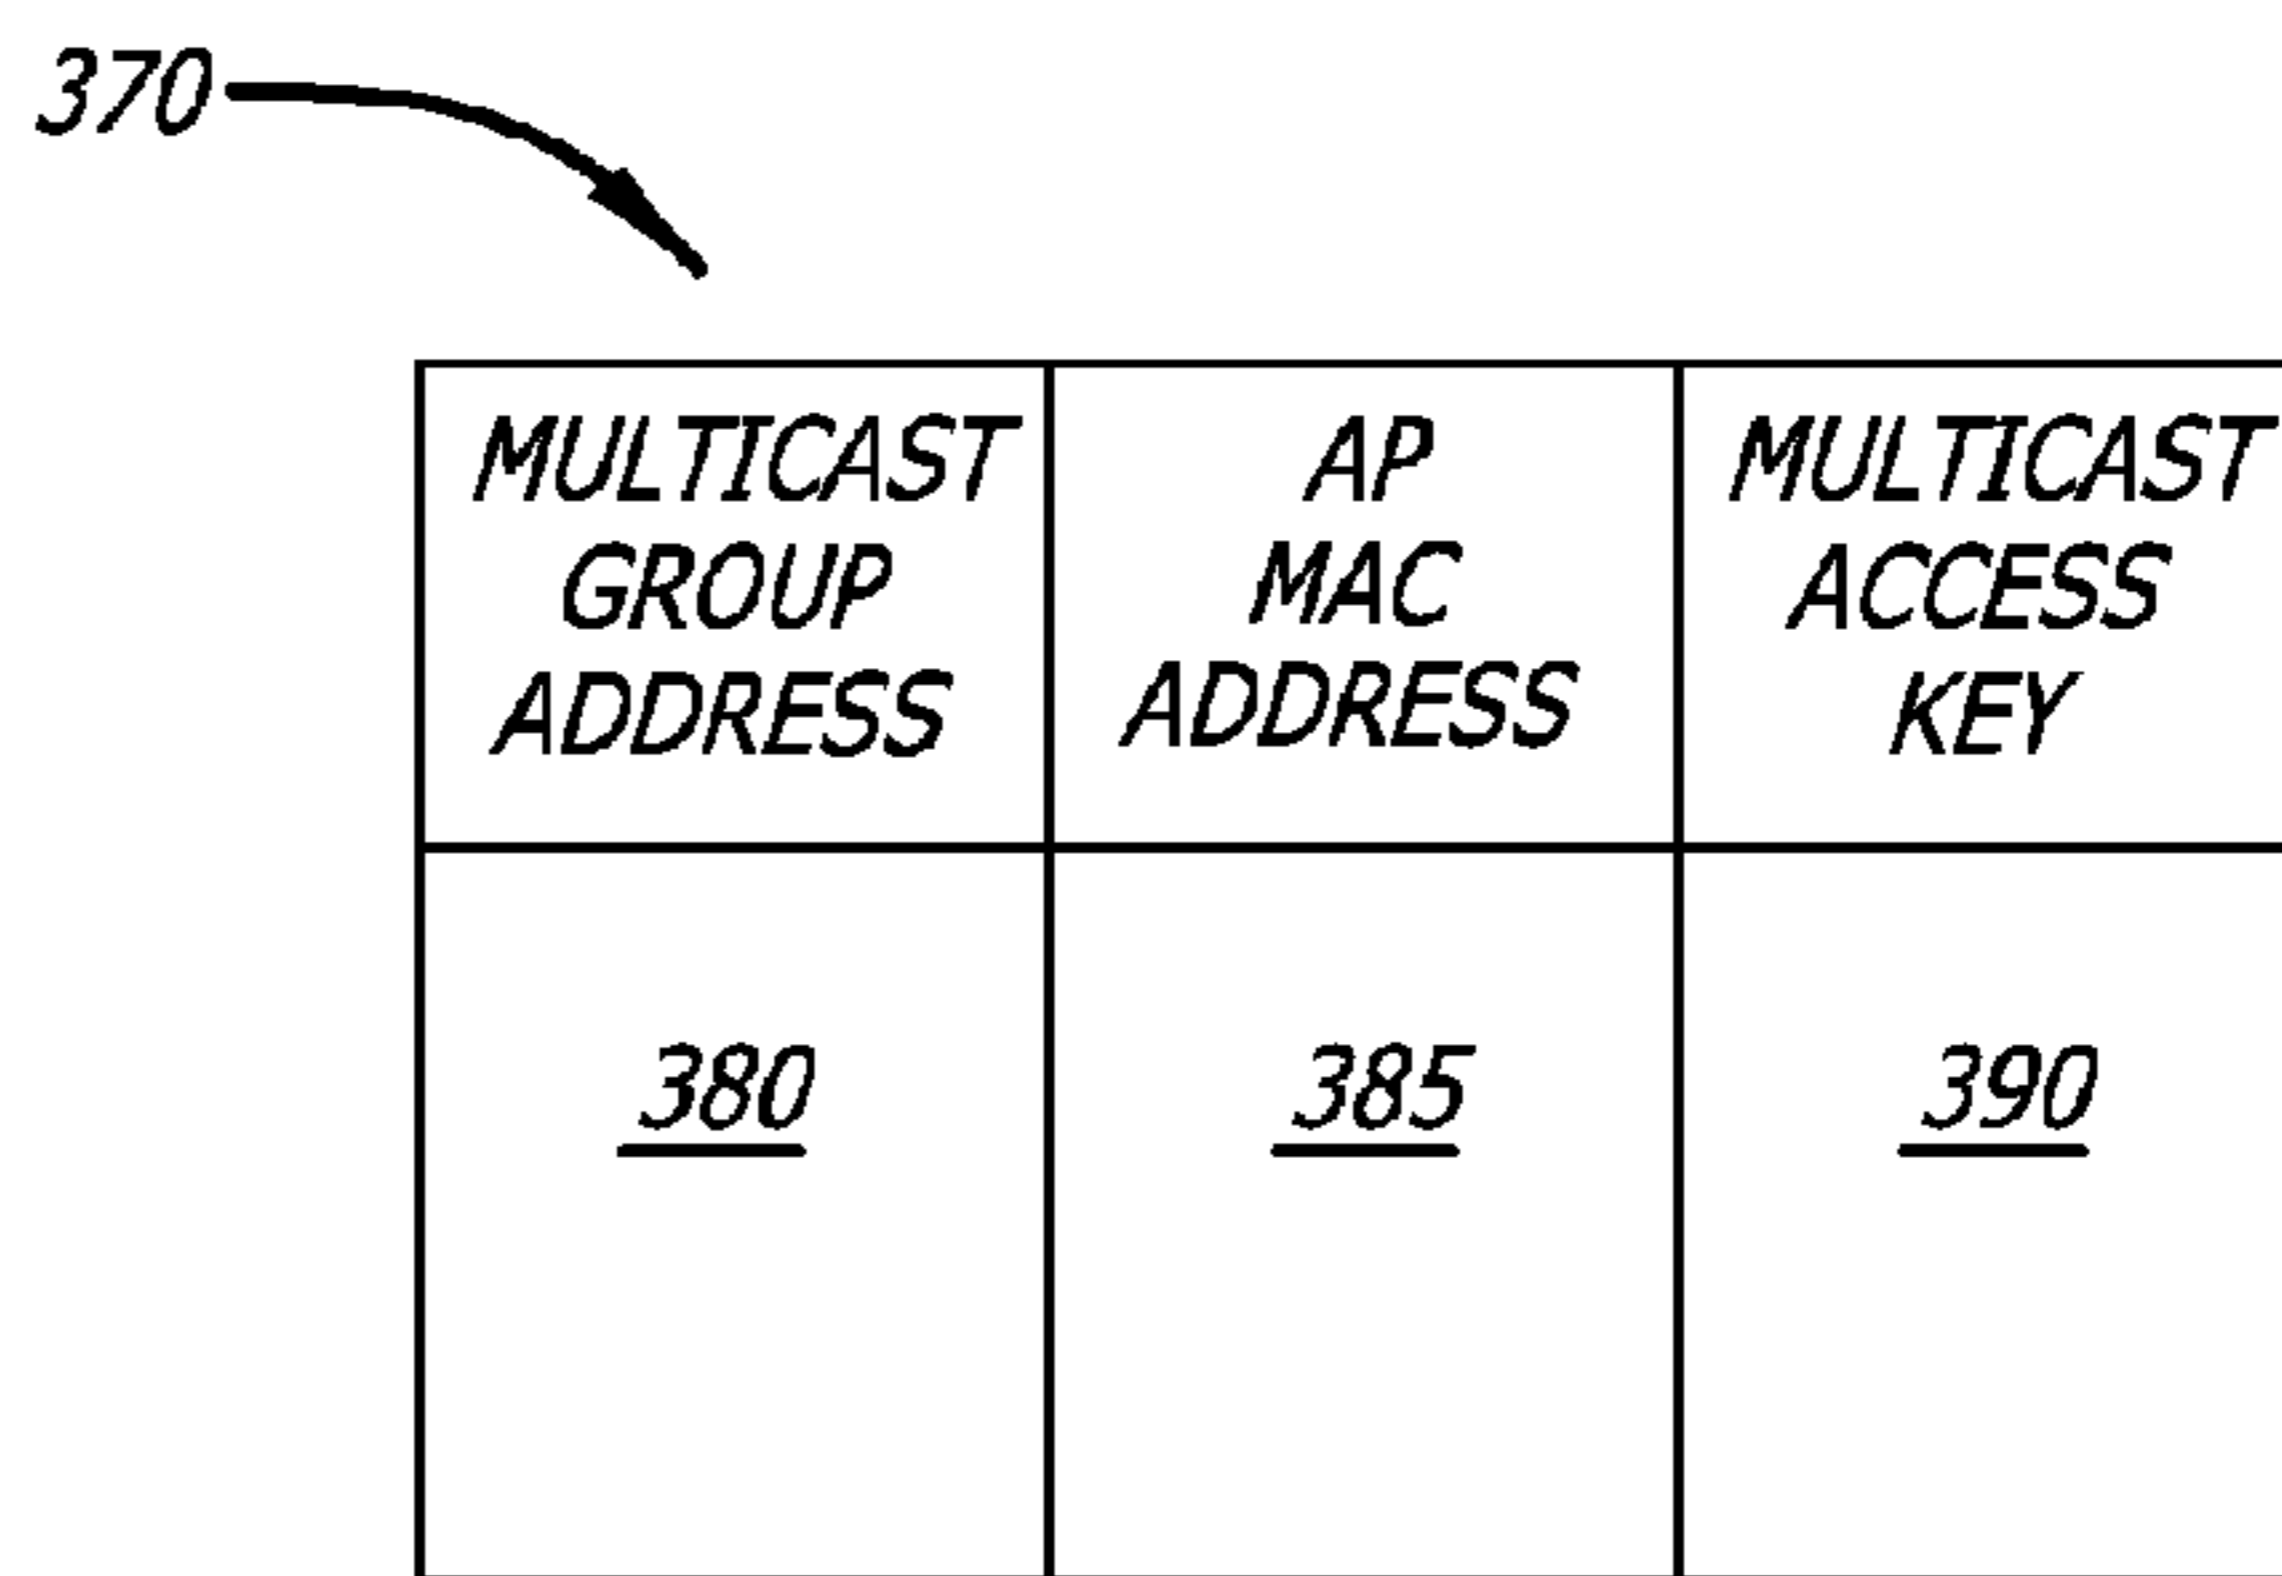 370
MULTICAST
GROUP
ADDRESS
AP
MAC
ADDRESS
MULTICAST
ACCESS
KEY
380
385
390